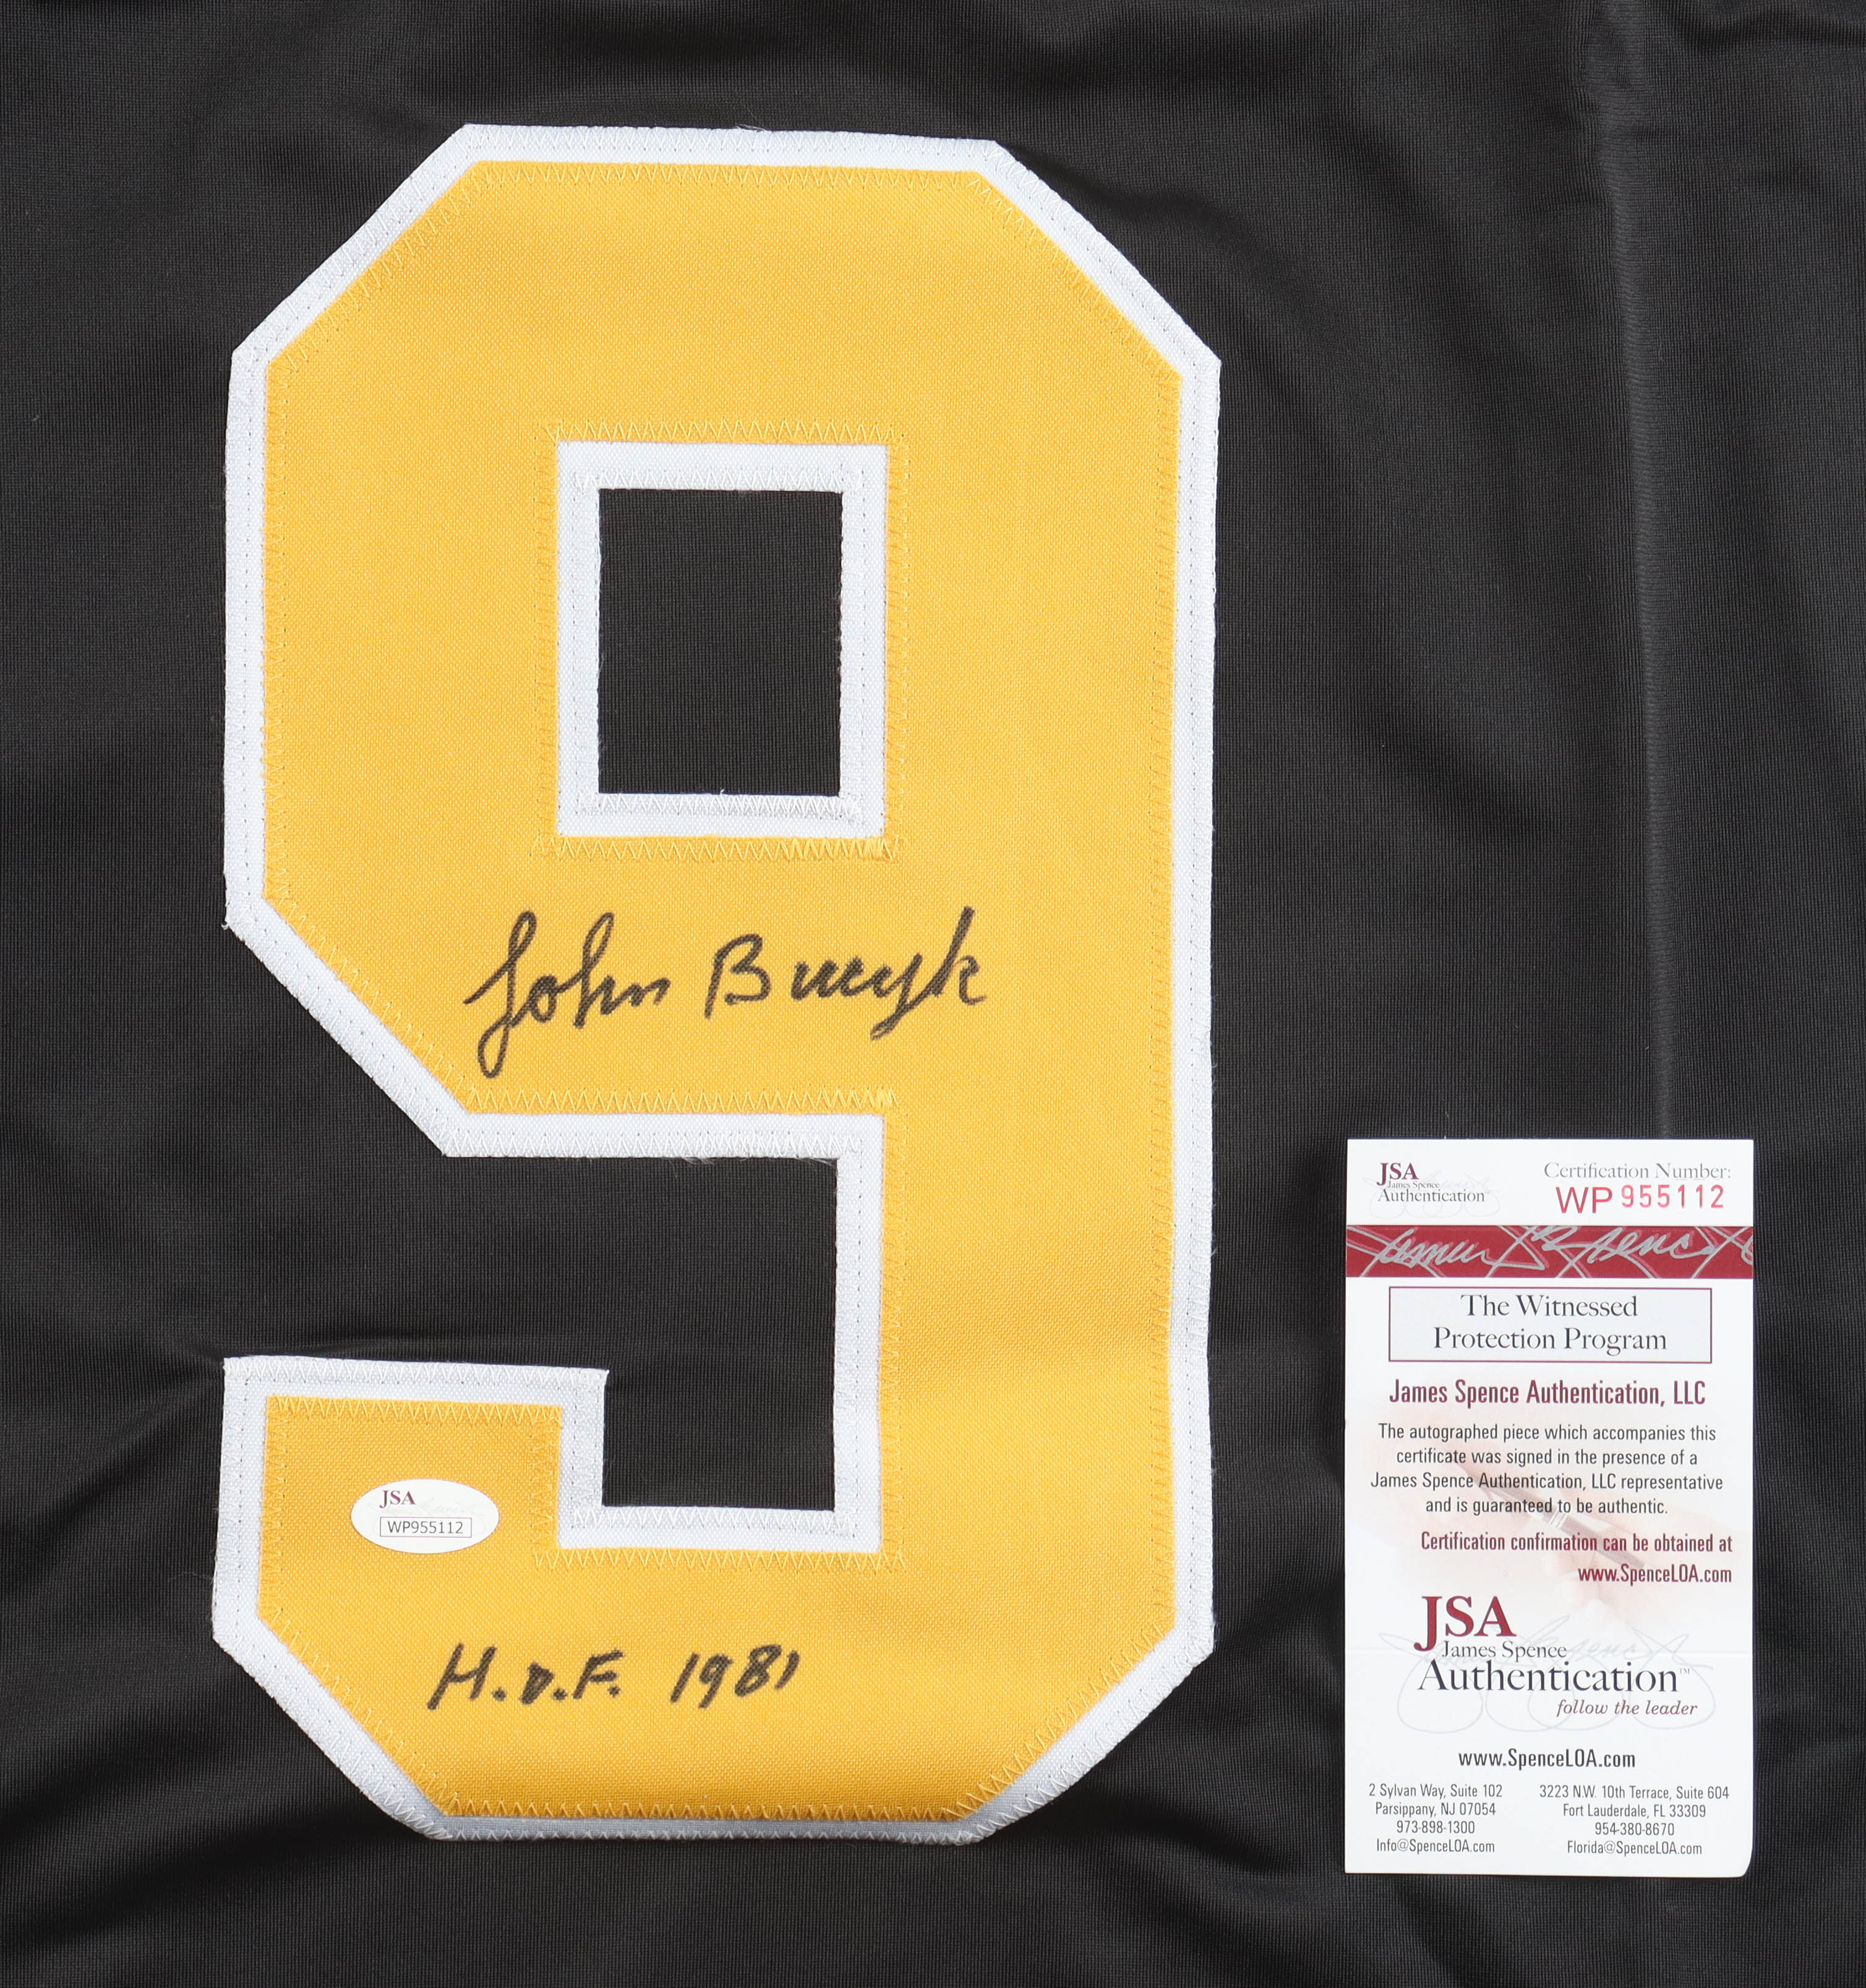 9
John Bucyk
JSA
WP955112
H.O.F. 1981
JSA
James Spence
Authentication
Certification Number:
WP955112
The Witnessed
Protection Program
James Spence Authentication, LLC
The autographed piece which accompanies this
certificate was signed in the presence of a
James Spence Authentication, LLC representative
and is guaranteed to be authentic.
Certification confirmation can be obtained at
www.SpenceLOA.com
JSA
James Spence
Authentication™
follow the leader
www.SpenceLOA.com
2 Sylvan Way, Suite 102
Parsippany, NJ 07054
973-898-1300
Info@SpenceLOA.com
3223 N.W. 10th Terrace, Suite 604
Fort Lauderdale, FL 33309
954-380-8670
Florida@SpenceLOA.com